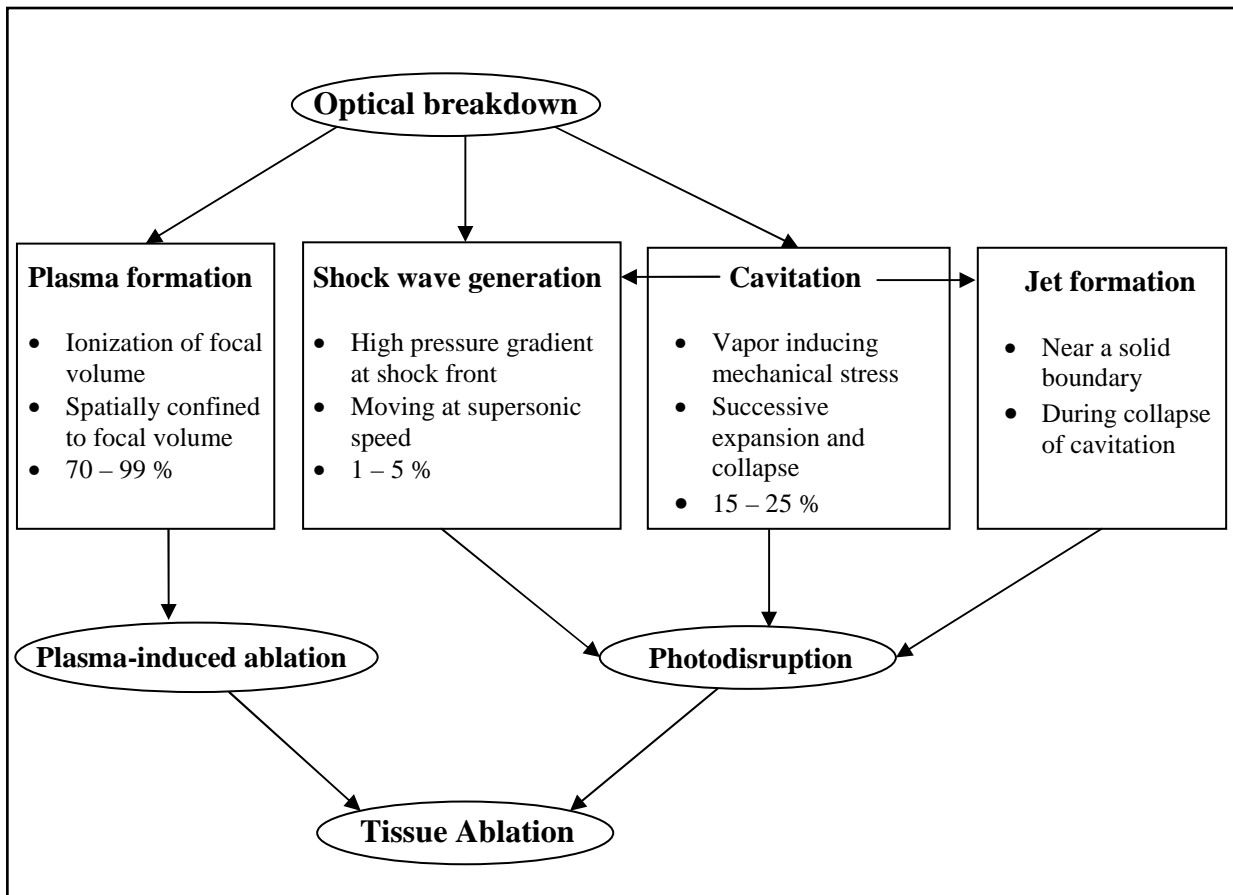 Optical breakdown
Plasma formation
• Ionization of focal
volume
• Spatially confined
to focal volume
• 70 – 99 %
Shock wave generation
• High pressure gradient
at shock front
• Moving at supersonic
speed
• 1 – 5 %
Cavitation
• Vapor inducing
mechanical stress
• Successive
expansion and
collapse
• 15 – 25 %
Jet formation
• Near a solid
boundary
• During collapse
of cavitation
Plasma-induced ablation
Photodisruption
Tissue Ablation